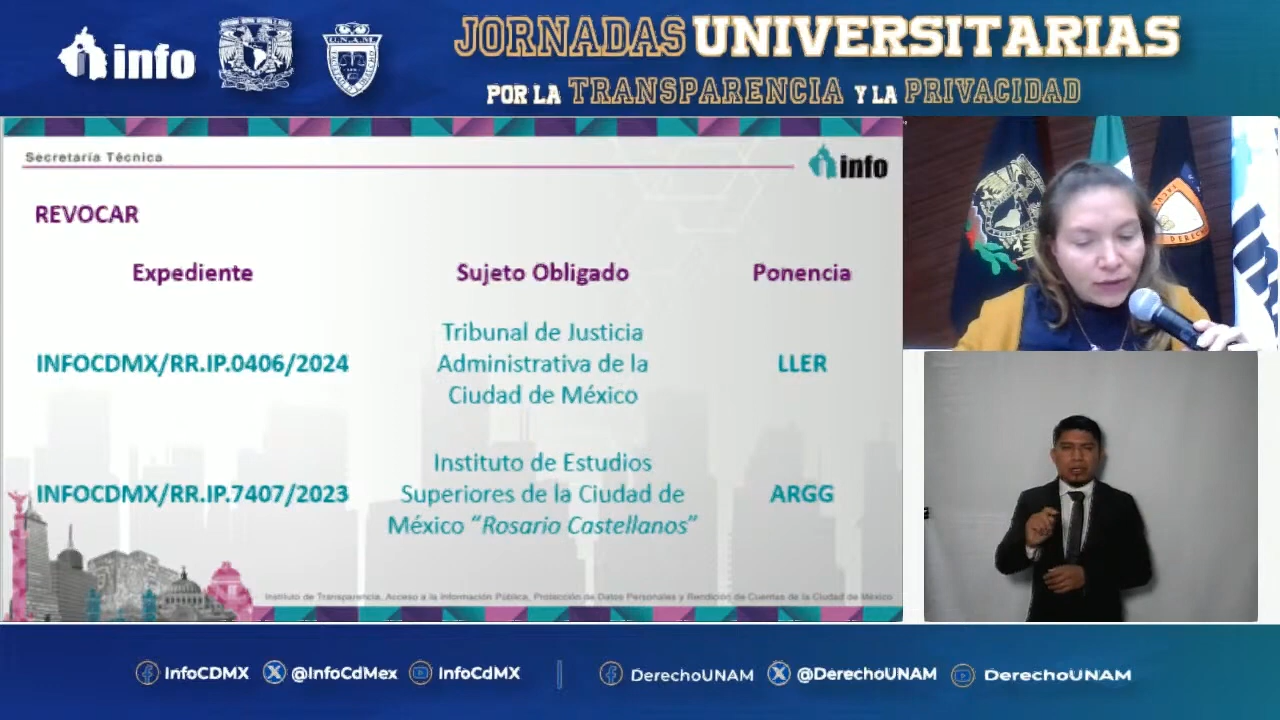 info
JORNADAS UNIVERSITARIAS
POR LA TRANSPARENCIA Y LA PRIVACIDAD
U.N.A.M.
Secretaría Técnica
info
REVOCAR
Expediente Sujeto Obligado Ponencia
Tribunal de Justicia
INFOCDMX/RR.IP.0406/2024 Administrativa de la LLER
Ciudad de México
Instituto de Estudios
INFOCDMX/RR.IP.7407/2023 Superiores de la Ciudad de ARGG
México “Rosario Castellanos”
Instituto de Transparencia, Acceso a la Información Pública, Protección de Datos Personales y Rendición de Cuentas de la Ciudad de México
InfoCDMX @InfoCdMex InfoCdMX DerechoUNAM @DerechoUNAM DerechoUNAM